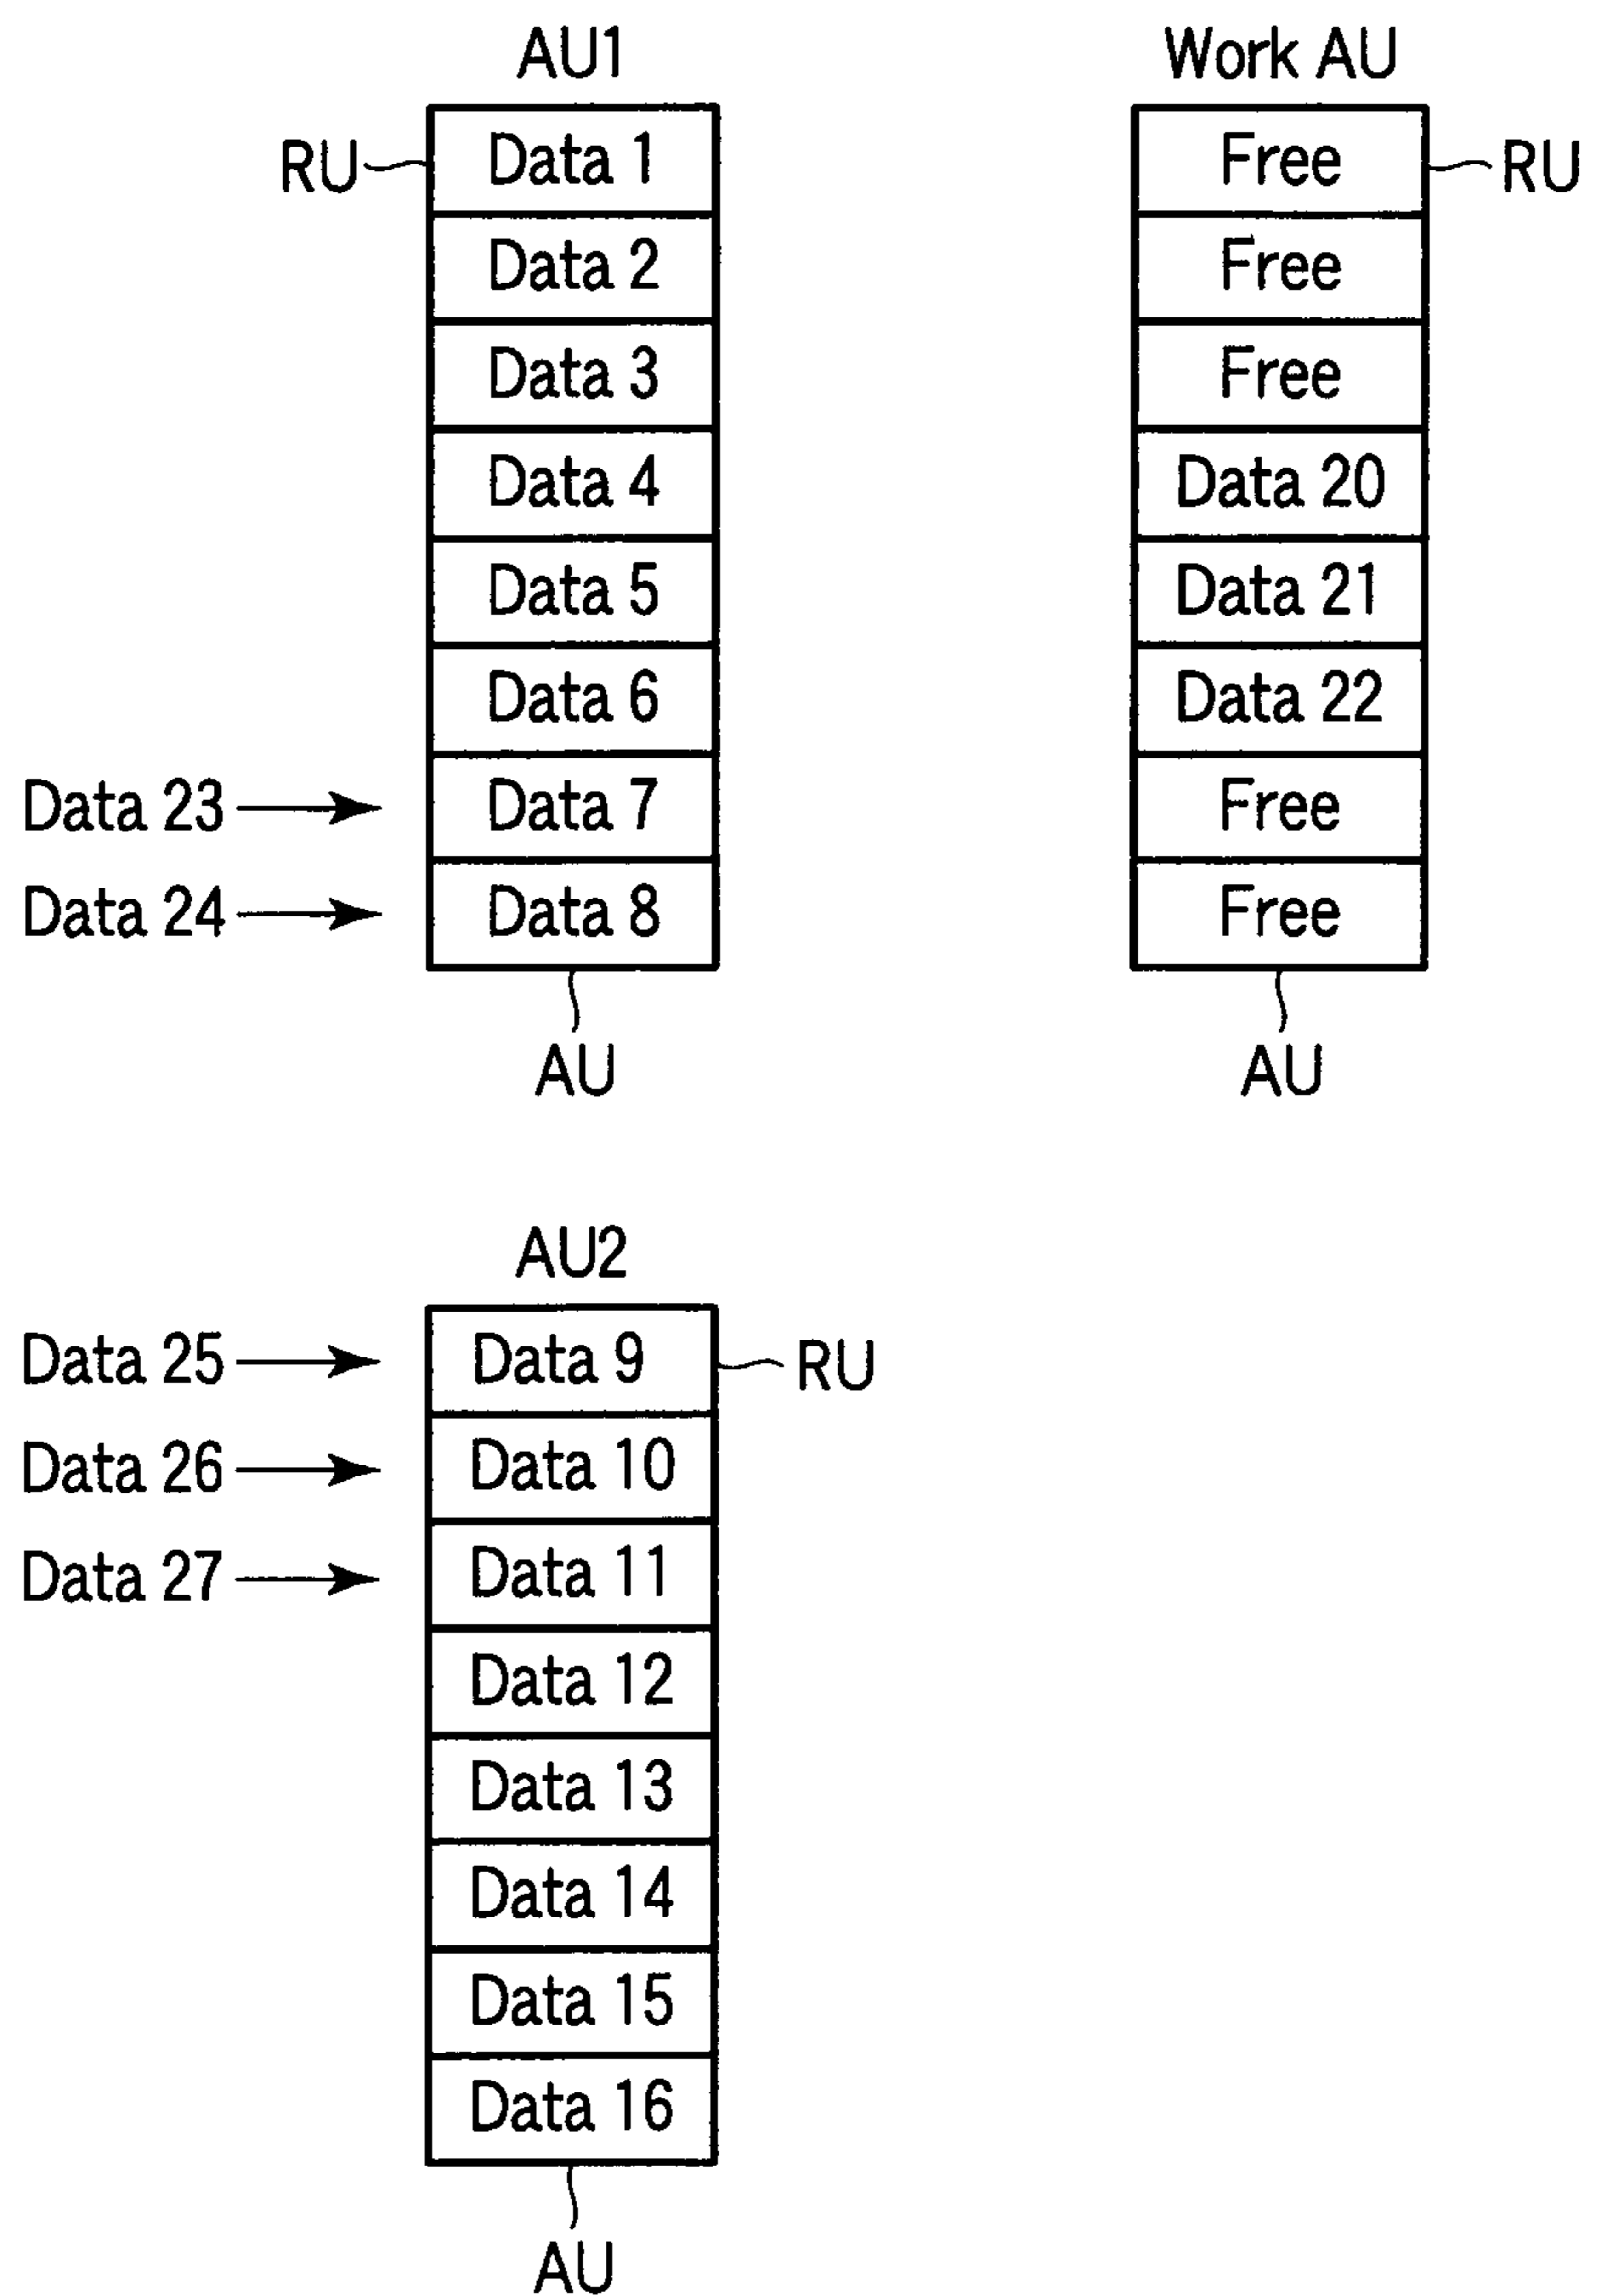 AU1
RU
Data 1
Data 2
Data 3
Data 4
Data 5
Data 6
Data 23
Data 7
Data 24
Data 8
AU
Work AU
Free
RU
Free
Free
Data 20
Data 21
Data 22
Free
Free
AU
AU2
Data 25
Data 9
RU
Data 26
Data 10
Data 27
Data 11
Data 12
Data 13
Data 14
Data 15
Data 16
AU